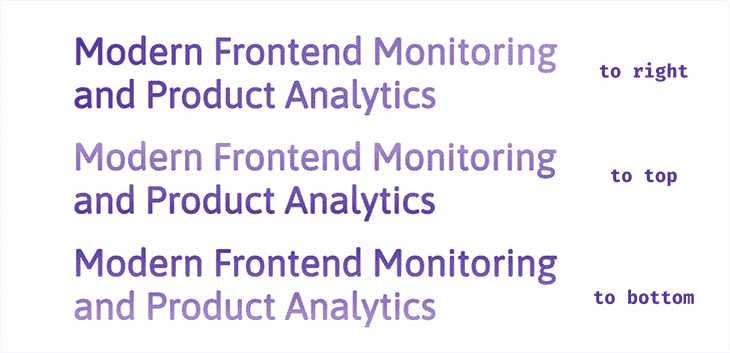 Modern Frontend Monitoring
and Product Analytics
to right
Modern Frontend Monitoring
and Product Analytics
to top
Modern Frontend Monitoring
and Product Analytics
to bottom